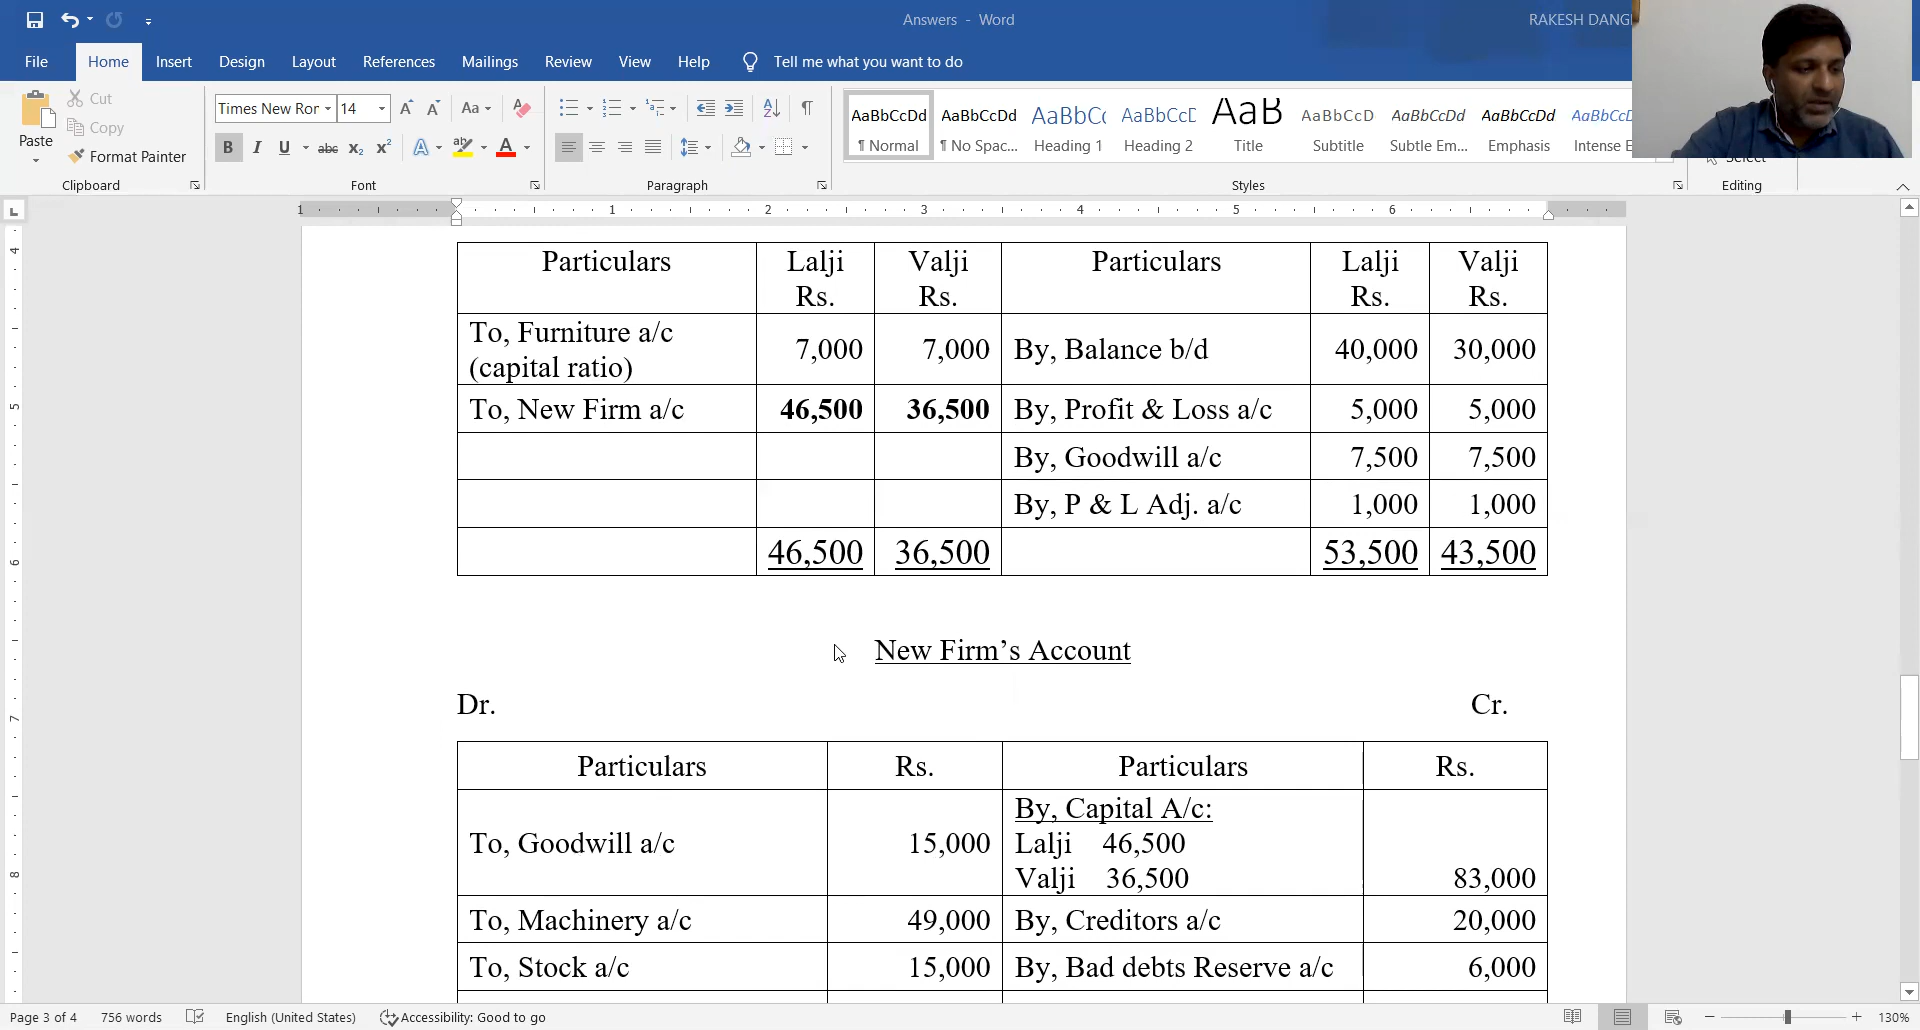 Answers - Word
RAKESH DANG
File Home Insert Design Layout References Mailings Review View Help Tell me what you want to do
Paste
Cut
Copy
Format Painter
Clipboard
Times New Ror 14
Font
Paragraph
AaBbCcDd AaBbCcDd AaBbCc AaBbCcD AaB AaBbCcD AaBbCcDd AaBbCcDd AaBbCcD
¶ Normal ¶ No Spac... Heading 1 Heading 2 Title Subtitle Subtle Em... Emphasis Intense E
Styles
Select
Editing
1 1 2 3 4 5 6
Particulars Lalji Rs. Valji Rs. Particulars Lalji Rs. Valji Rs.
To, Furniture a/c (capital ratio) 7,000 7,000 By, Balance b/d 40,000 30,000
To, New Firm a/c 46,500 36,500 By, Profit & Loss a/c 5,000 5,000
By, Goodwill a/c 7,500 7,500
By, P & L Adj. a/c 1,000 1,000
46,500 36,500 53,500 43,500
New Firm’s Account
Dr. Cr.
Particulars Rs. Particulars Rs.
To, Goodwill a/c 15,000 By, Capital A/c:
Lalji 46,500
Valji 36,500 83,000
To, Machinery a/c 49,000 By, Creditors a/c 20,000
To, Stock a/c 15,000 By, Bad debts Reserve a/c 6,000
Page 3 of 4 756 words English (United States) Accessibility: Good to go 130%